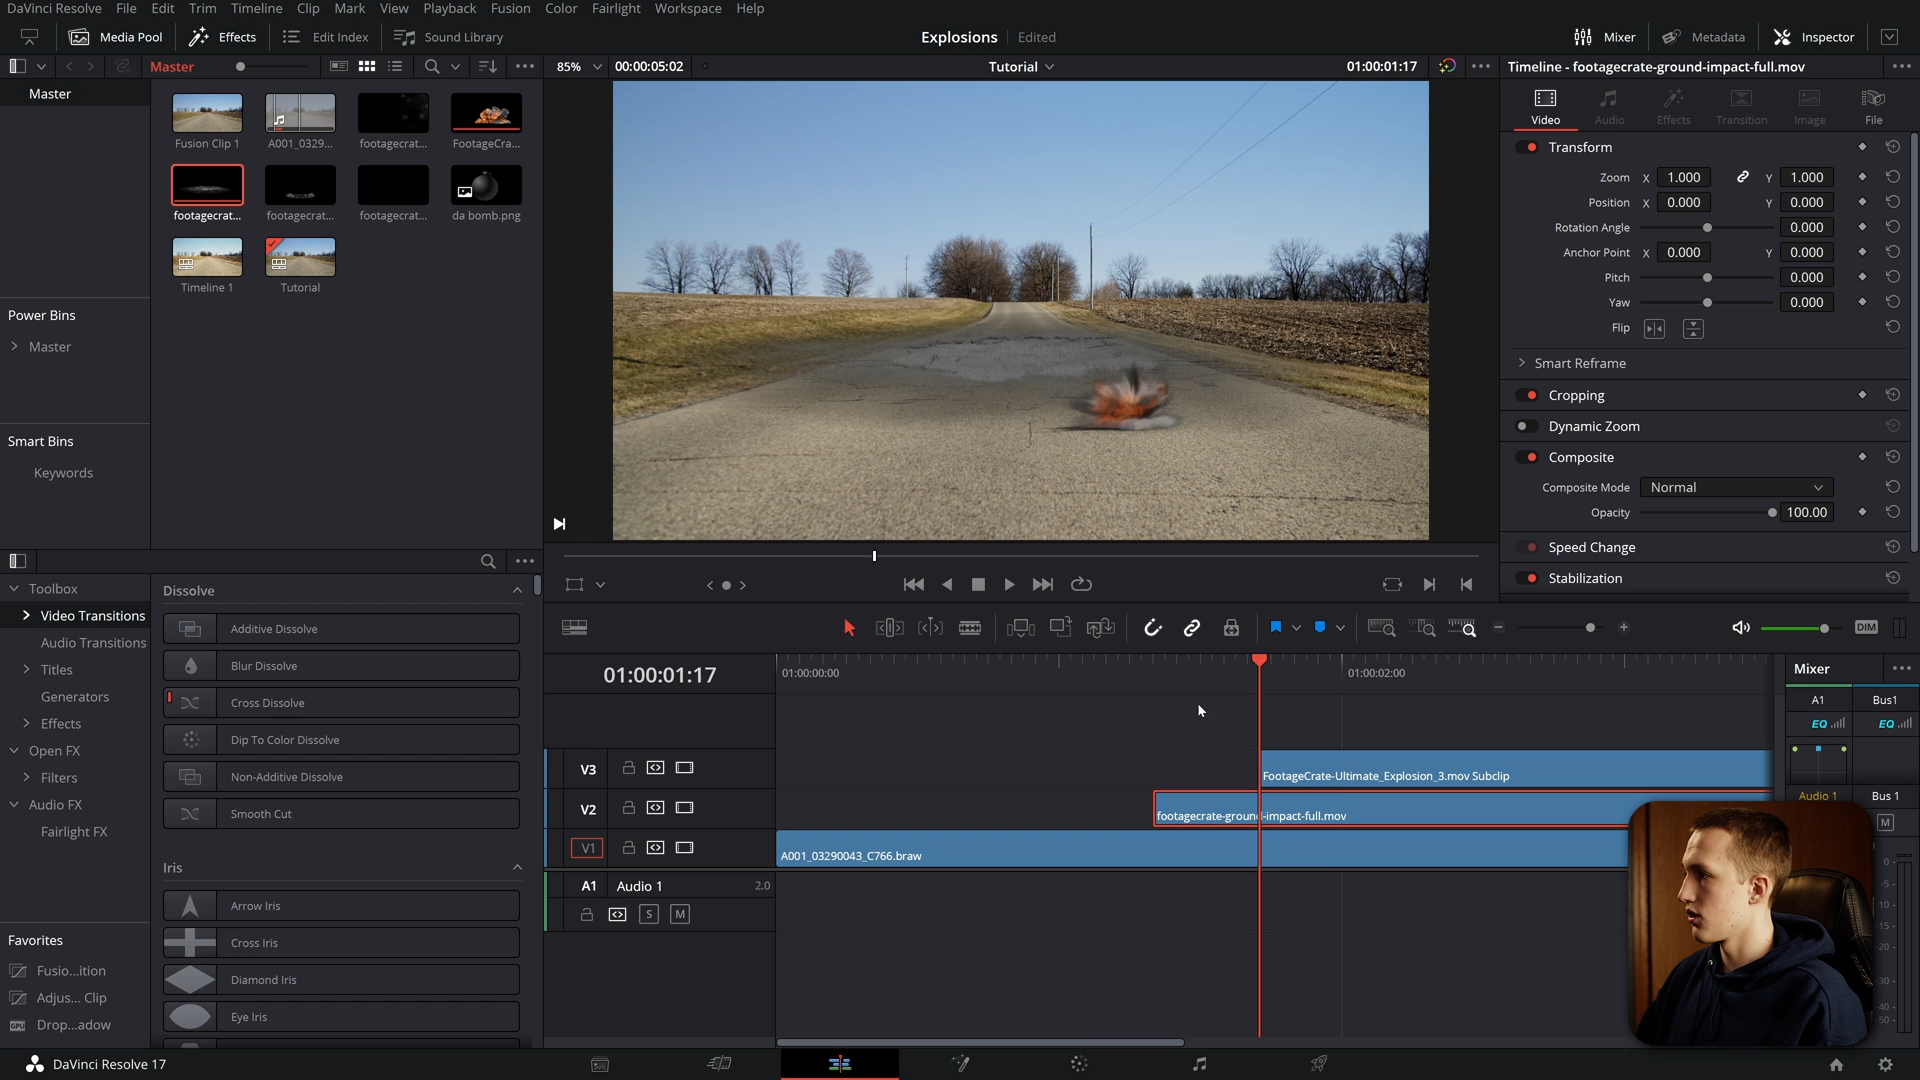 DaVinci Resolve File Edit Trim Timeline Clip Mark View Playback Fusion Color Fairlight Workspace Help
Media Pool Effects Edit Index Sound Library
Explosions Edited
Mixer Metadata Inspector
Master
85% 00:00:05:02
Tutorial
01:00:01:17
Timeline - footagecrate-ground-impact-full.mov
Master
Fusion Clip 1
A001_0329...
footagecrat...
FootageCra...
footagecrat...
footagecrat...
footagecrat...
da bomb.png
Timeline 1
Tutorial
Power Bins
Master
Smart Bins
Keywords
Video Audio Effects Transition Image File
Transform
Zoom X 1.000 Y 1.000
Position X 0.000 Y 0.000
Rotation Angle 0.000
Anchor Point X 0.000 Y 0.000
Pitch 0.000
Yaw 0.000
Flip
Smart Reframe
Cropping
Dynamic Zoom
Composite
Composite Mode Normal
Opacity 100.00
Speed Change
Stabilization
Toolbox
Video Transitions
Audio Transitions
Titles
Generators
Effects
Open FX
Filters
Audio FX
Fairlight FX
Favorites
Fusio...ition
Adjus... Clip
Drop...adow
Dissolve
Additive Dissolve
Blur Dissolve
Cross Dissolve
Dip To Color Dissolve
Non-Additive Dissolve
Smooth Cut
Iris
Arrow Iris
Cross Iris
Diamond Iris
Eye Iris
DIM
01:00:01:17
01:00:00:00
01:00:02:00
V3
FootageCrate-Ultimate_Explosion_3.mov Subclip
V2
footagecrate-ground-impact-full.mov
V1
A001_03290043_C766.braw
A1 Audio 1 2.0
S M
Mixer
A1 Bus1
EQ EQ
Audio 1 Bus 1
M
0
-5
-10
-15
-20
-30
-40
-50
DaVinci Resolve 17